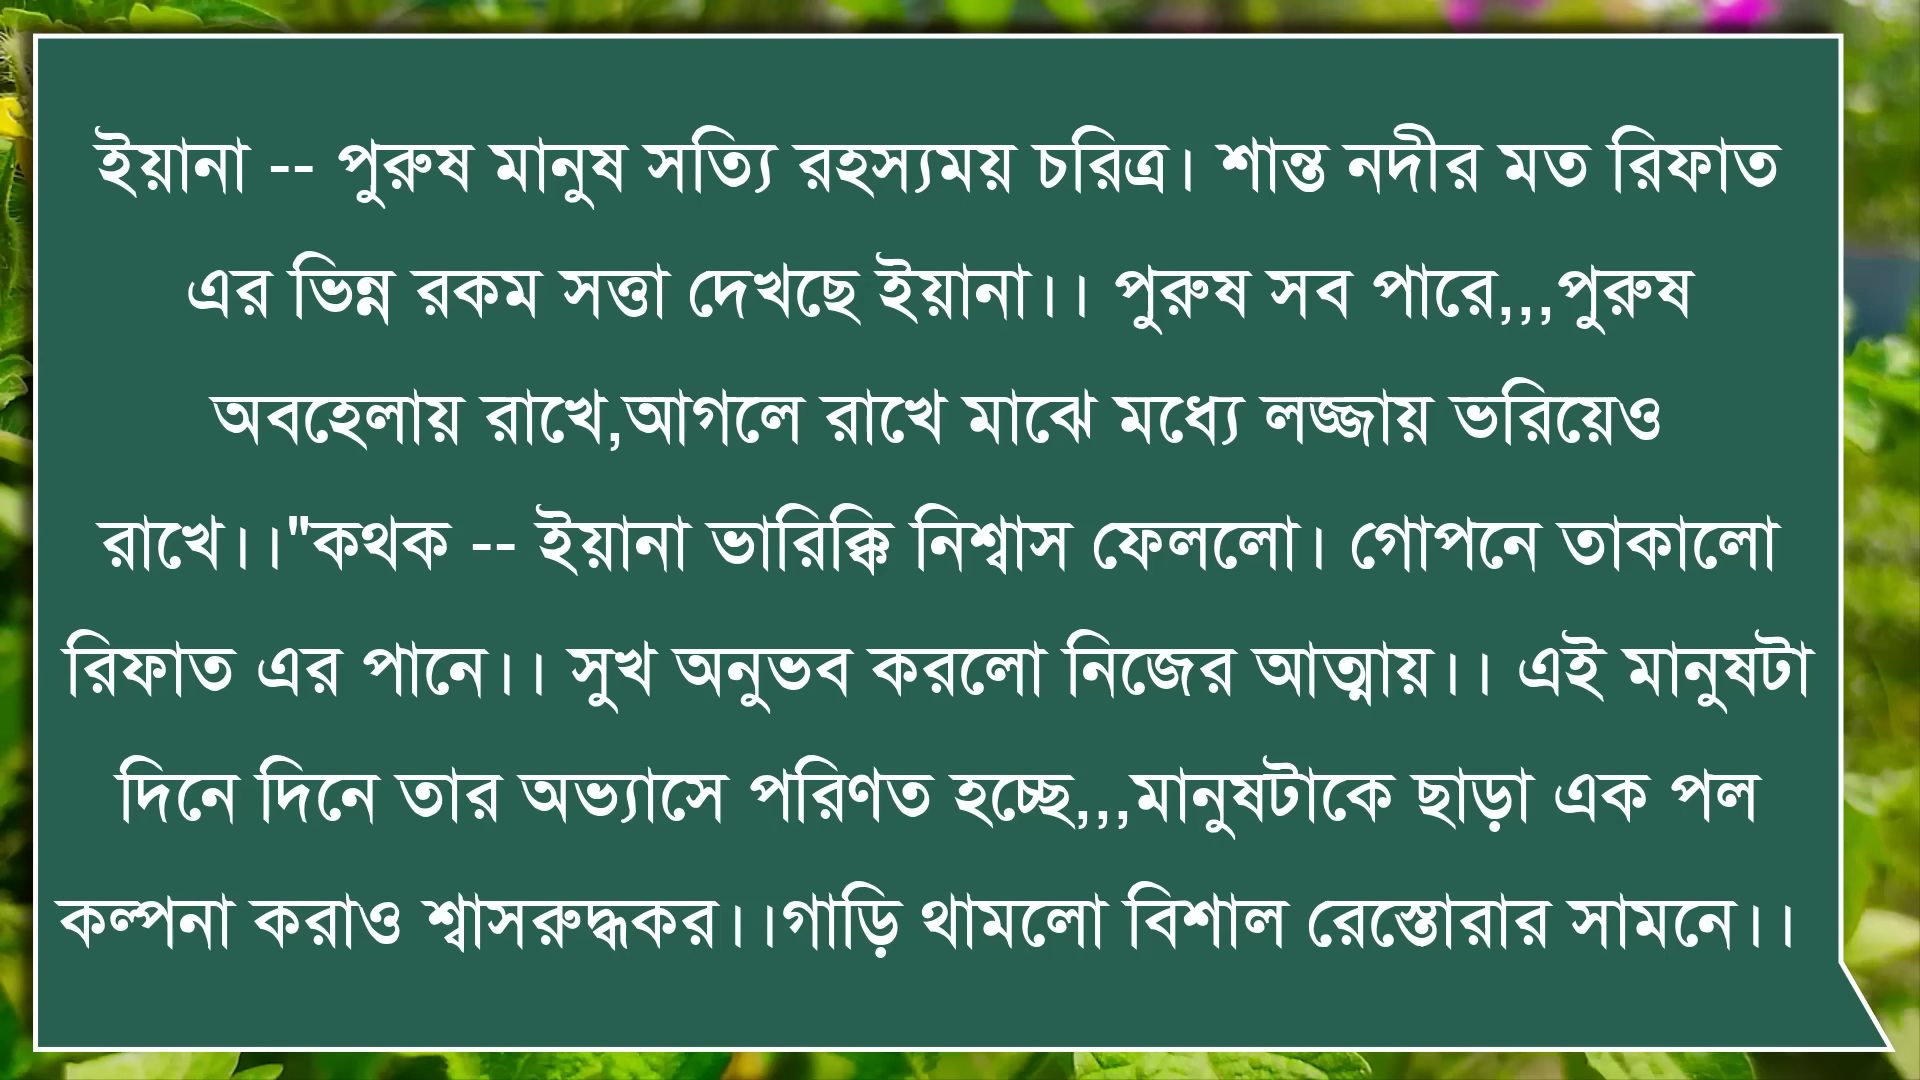 ইয়ানা -- পুরুষ মানুষ সত্যি রহস্যময় চরিত্র। শান্ত নদীর মত রিফাত
এর ভিন্ন রকম সত্তা দেখছে ইয়ানা।। পুরুষ সব পারে,,,পুরুষ
অবহেলায় রাখে,আগলে রাখে মাঝে মধ্যে লজ্জায় ভরিয়েও
রাখে।।"কথক -- ইয়ানা ভারিক্কি নিশ্বাস ফেললো। গোপনে তাকালো
রিফাত এর পানে।। সুখ অনুভব করলো নিজের আত্মায়।। এই মানুষটা
দিনে দিনে তার অভ্যাসে পরিণত হচ্ছে,,,মানুষটাকে ছাড়া এক পল
কল্পনা করাও শ্বাসরুদ্ধকর।।গাড়ি থামলো বিশাল রেস্তোরার সামনে।।